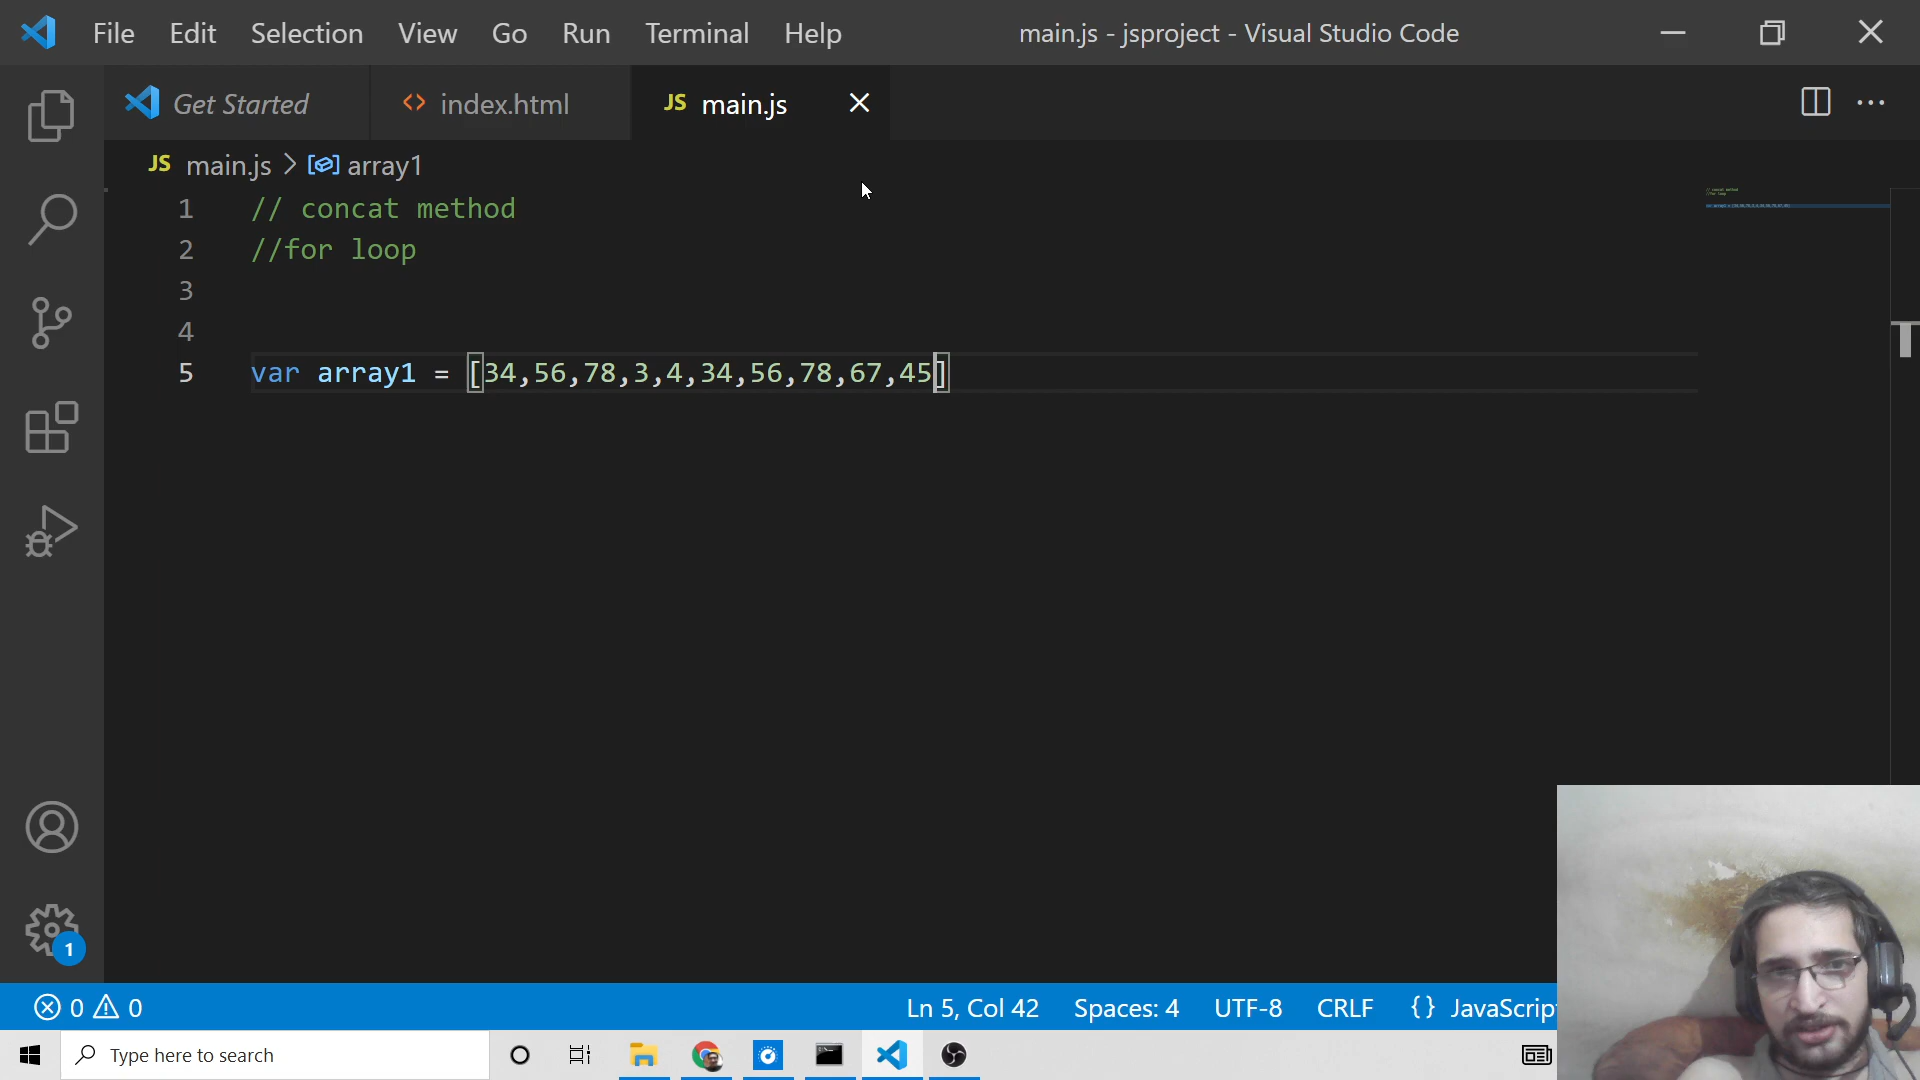 File Edit Selection View Go Run Terminal Help main.js - jsproject - Visual Studio Code
Get Started index.html JS main.js
JS main.js > array1
1 // concat method
2 //for loop
3
4
5 var array1 = [34,56,78,3,4,34,56,78,67,45]
1
0 0 Ln 5, Col 42 Spaces: 4 UTF-8 CRLF {} JavaScrip
Type here to search